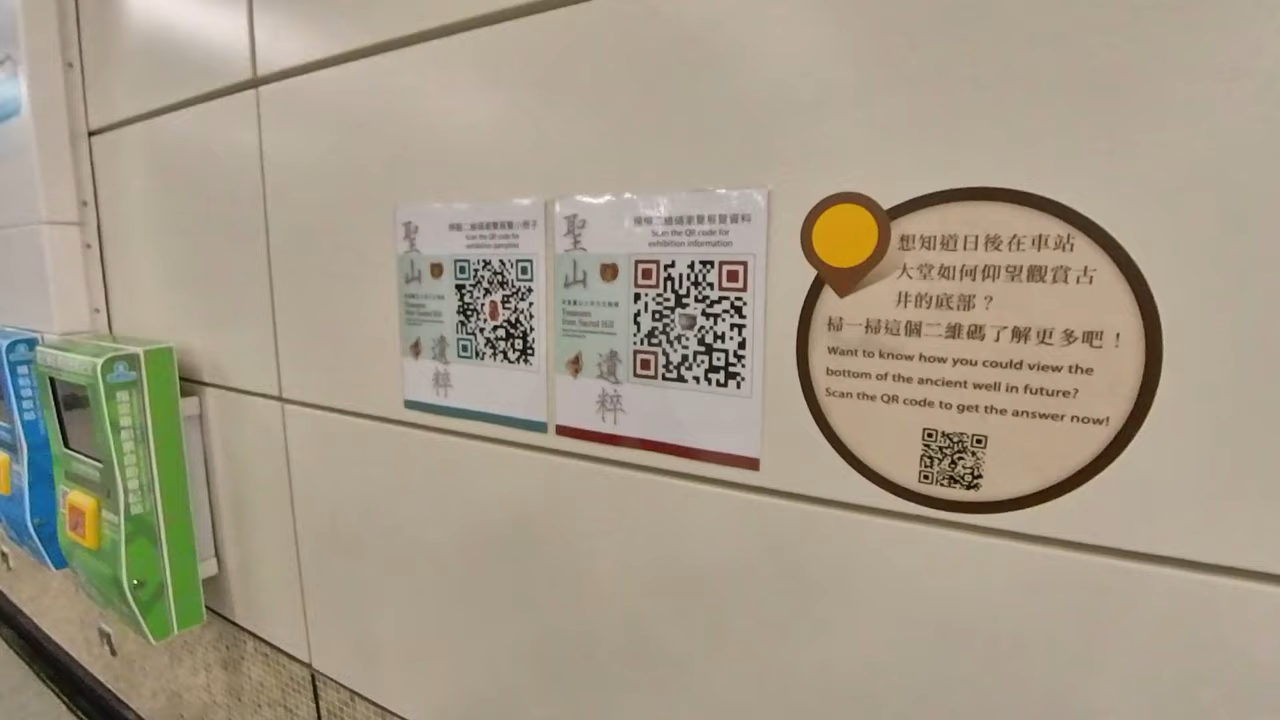 掃瞄二維碼瀏覽展覽小冊子
Scan the QR code for
exhibition pamphlet
聖
山
遺
粹
Treasures
from Sacred Hill
掃瞄二維碼瀏覽展覽資料
Scan the QR code for
exhibition information
聖
山
遺
粹
Treasures
from Sacred Hill
想知道日後在車站
大堂如何仰望觀賞古
井的底部？
掃一掃這個二維碼了解更多吧！
Want to know how you could view the
bottom of the ancient well in future?
Scan the QR code to get the answer now!